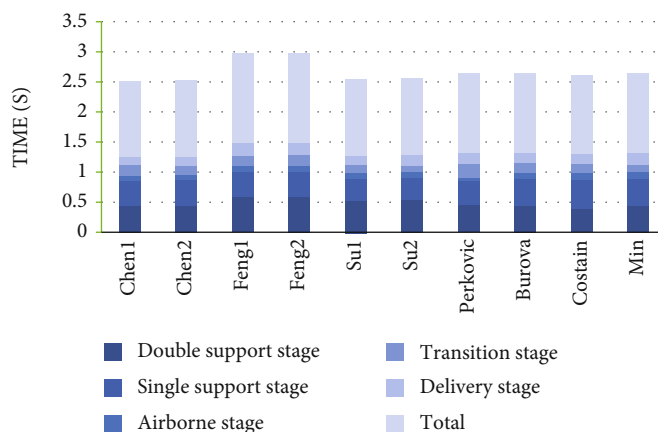 3.5
3
2.5
2
1.5
1
0.5
0
TIME (S)
Chen1
Chen2
Feng1
Feng2
Su1
Su2
Perkovic
Burova
Costain
Min
Double support stage
Transition stage
Single support stage
Delivery stage
Airborne stage
Total